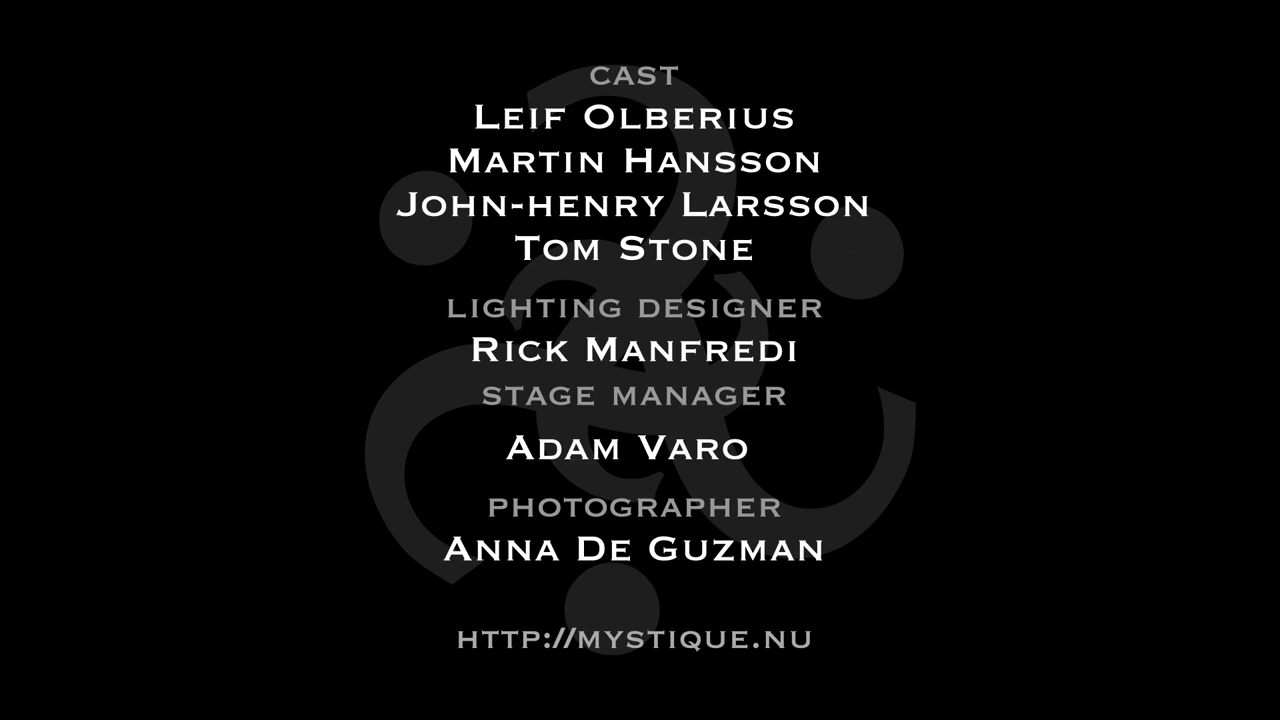 CAST
LEIF OLBERIUS
MARTIN HANSSON
JOHN-HENRY LARSSON
TOM STONE
LIGHTING DESIGNER
RICK MANFREDI
STAGE MANAGER
ADAM VARO
PHOTOGRAPHER
ANNA DE GUZMAN
HTTP://MYSTIQUE.NU